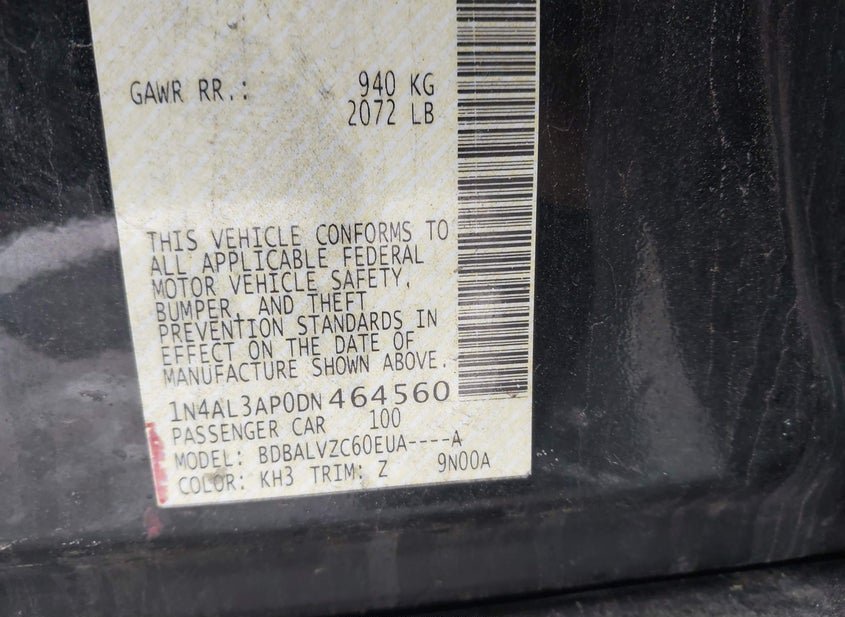 GAWR RR.: 940 KG
2072 LB
THIS VEHICLE CONFORMS TO
ALL APPLICABLE FEDERAL
MOTOR VEHICLE SAFETY,
BUMPER, AND THEFT
PREVENTION STANDARDS IN
EFFECT ON THE DATE OF
MANUFACTURE SHOWN ABOVE.
1N4AL3AP0DN464560
PASSENGER CAR 100
MODEL: BDBALVZC60EUA----A
COLOR: KH3 TRIM: Z 9N00A